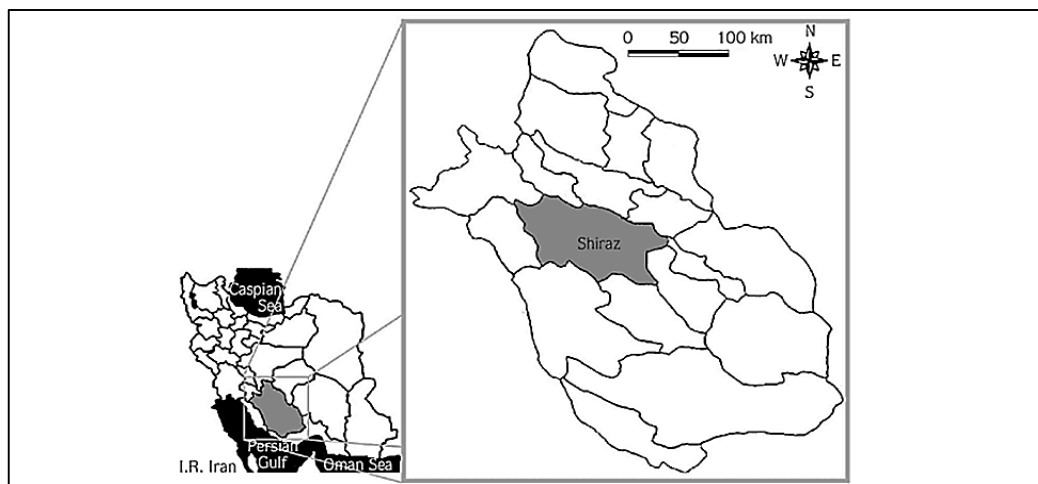 0 50 100 km
N
W E
S
Shiraz
Caspian
Sea
Persian
Gulf
Oman Sea
I.R. Iran